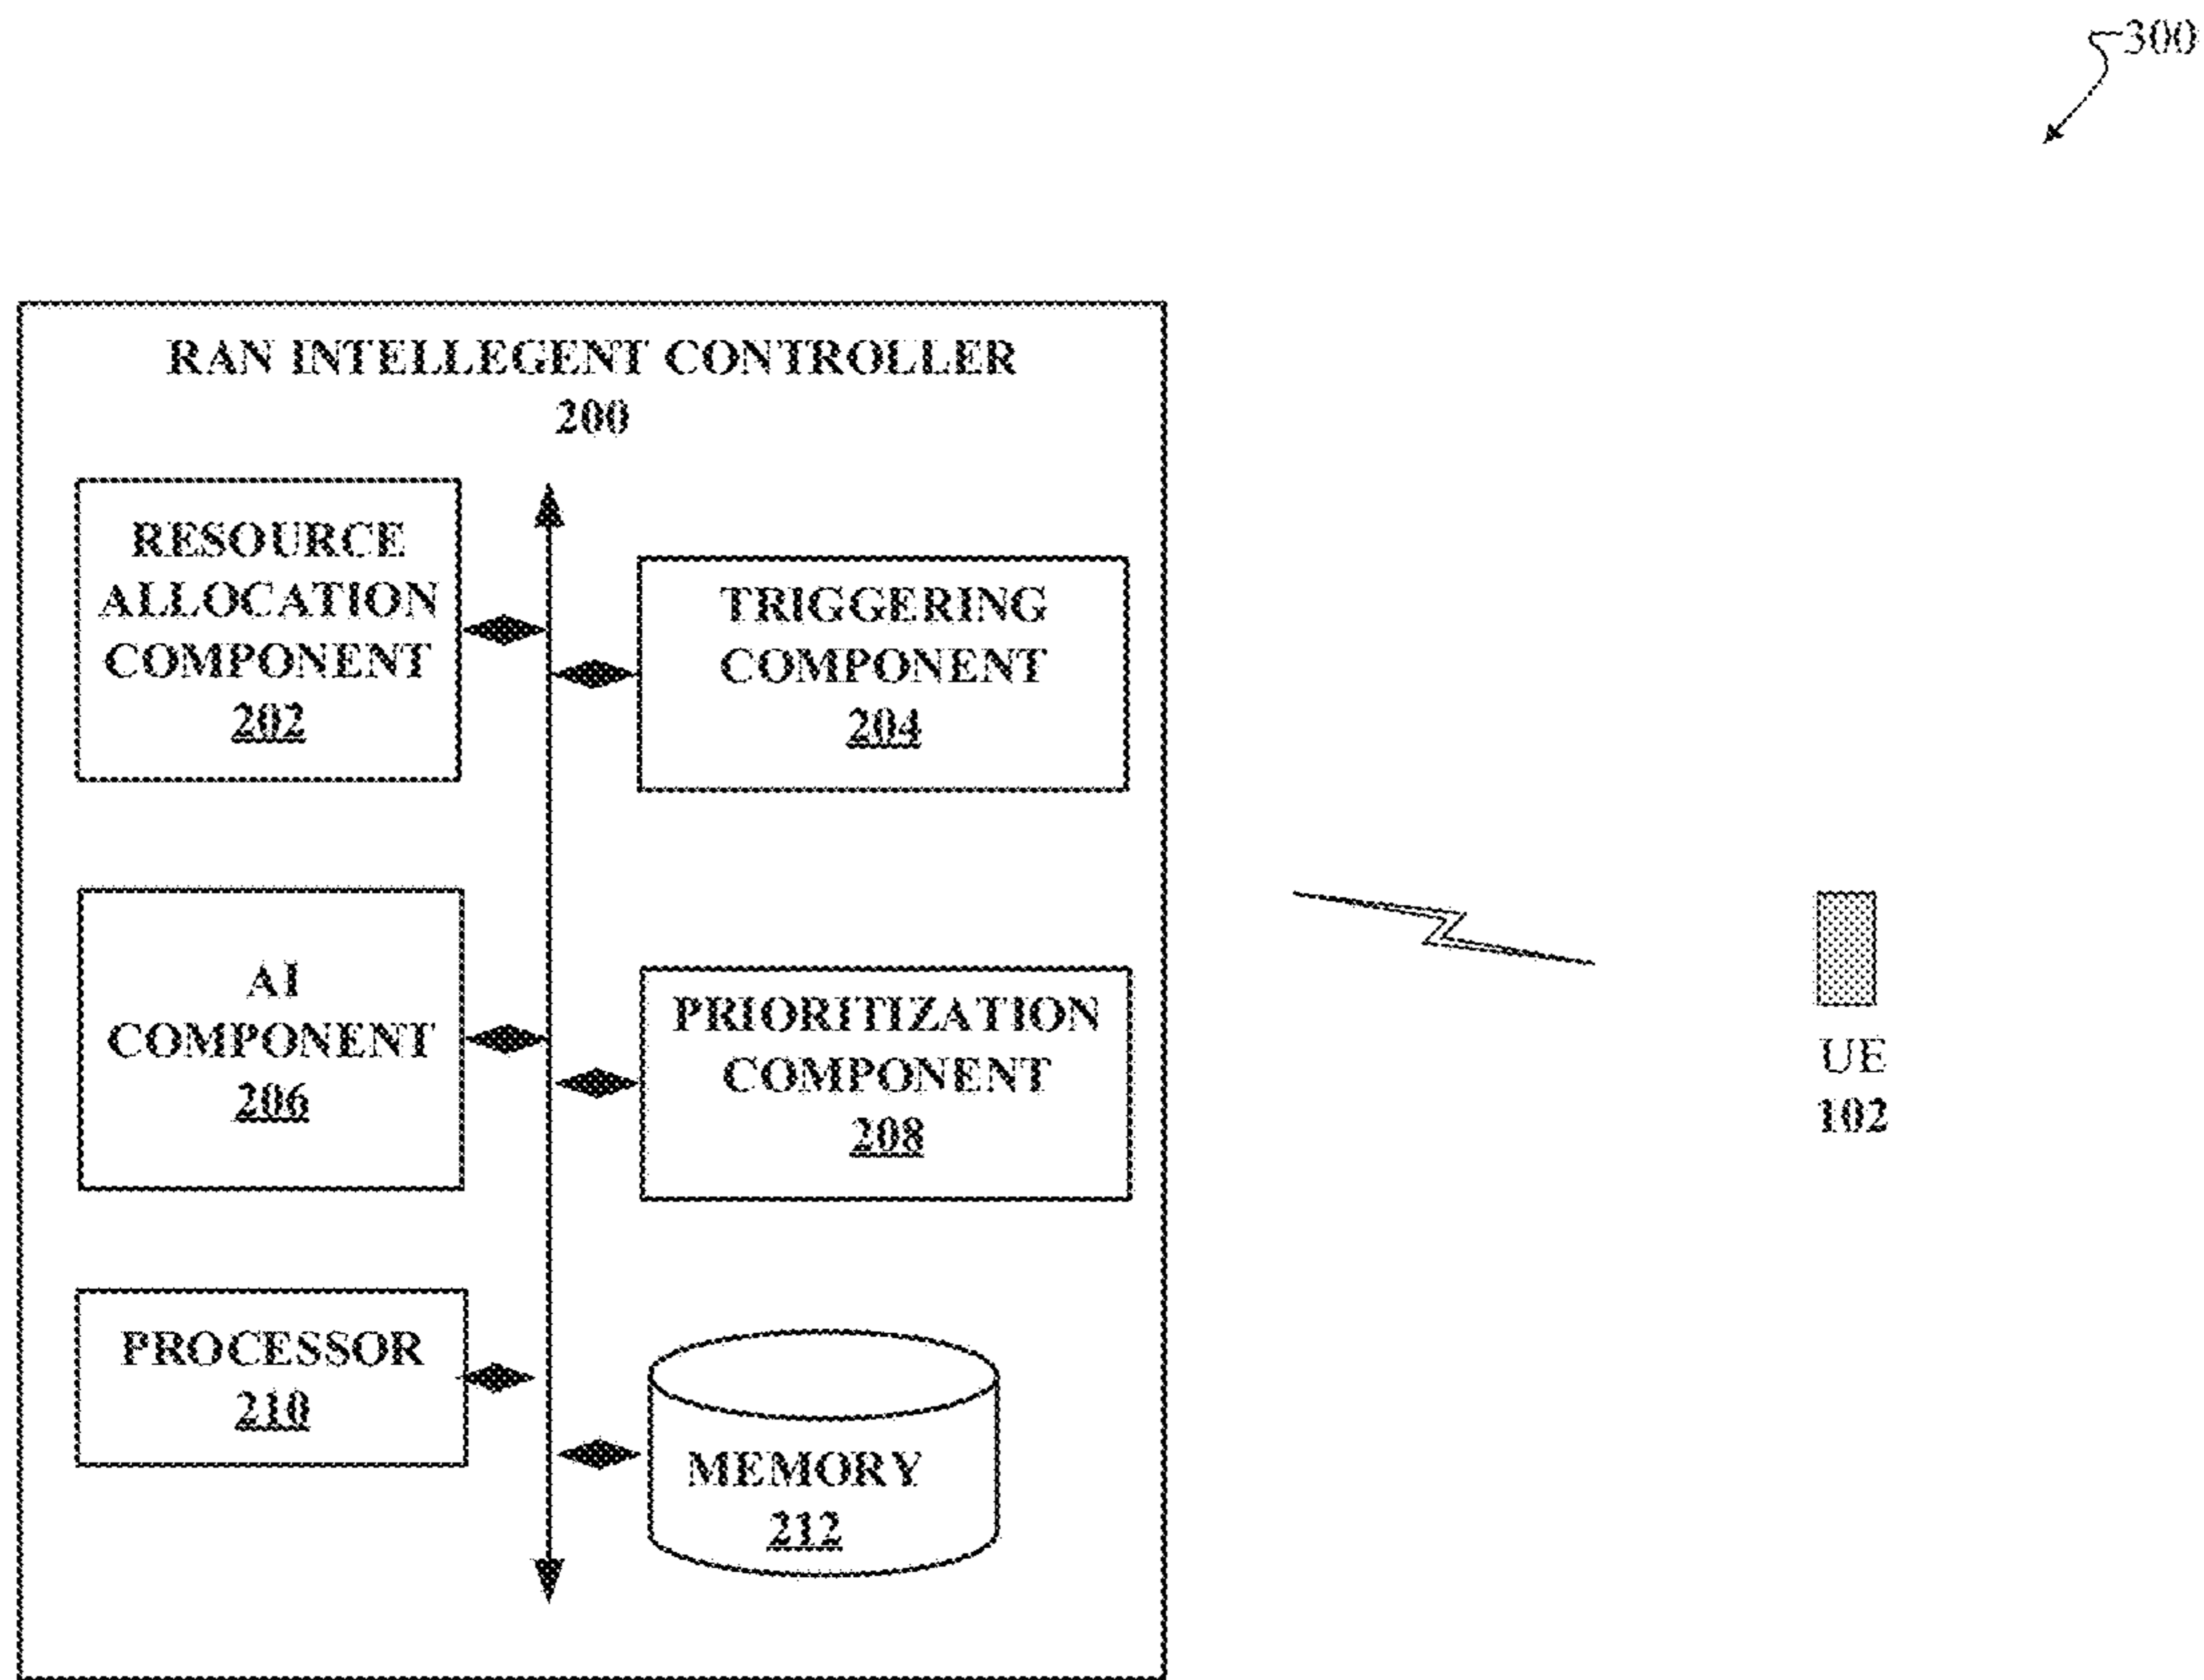 300
RAN INTELLEGENT CONTROLLER
200
RESOURCE
ALLOCATION
COMPONENT
202
TRIGGERING
COMPONENT
204
AI
COMPONENT
206
PRIORITIZATION
COMPONENT
208
UE
102
PROCESSOR
210
MEMORY
212